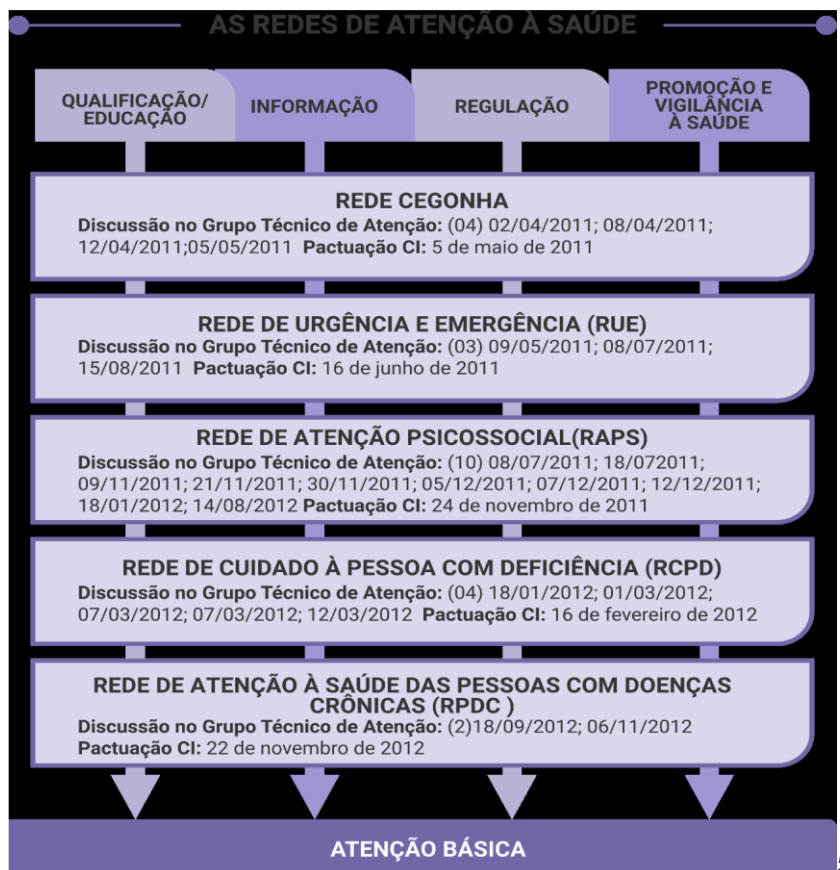 AS REDES DE ATENÇÃO À SAÚDE
QUALIFICAÇÃO/
EDUCAÇÃO
INFORMAÇÃO
REGULAÇÃO
PROMOÇÃO E
VIGILÂNCIA
À SAÚDE
REDE CEGONHA
Discussão no Grupo Técnico de Atenção: (04) 02/04/2011; 08/04/2011;
12/04/2011;05/05/2011 Pactuação CI: 5 de maio de 2011
REDE DE URGÊNCIA E EMERGÊNCIA (RUE)
Discussão no Grupo Técnico de Atenção: (03) 09/05/2011; 08/07/2011;
15/08/2011 Pactuação CI: 16 de junho de 2011
REDE DE ATENÇÃO PSICOSSOCIAL(RAPS)
Discussão no Grupo Técnico de Atenção: (10) 08/07/2011; 18/072011;
09/11/2011; 21/11/2011; 30/11/2011; 05/12/2011; 07/12/2011; 12/12/2011;
18/01/2012; 14/08/2012 Pactuação CI: 24 de novembro de 2011
REDE DE CUIDADO À PESSOA COM DEFICIÊNCIA (RCPD)
Discussão no Grupo Técnico de Atenção: (04) 18/01/2012; 01/03/2012;
07/03/2012; 07/03/2012; 12/03/2012 Pactuação CI: 16 de fevereiro de 2012
REDE DE ATENÇÃO À SAÚDE DAS PESSOAS COM DOENÇAS
CRÔNICAS (RPDC )
Discussão no Grupo Técnico de Atenção: (2)18/09/2012; 06/11/2012
Pactuação CI: 22 de novembro de 2012
ATENÇÃO BÁSICA